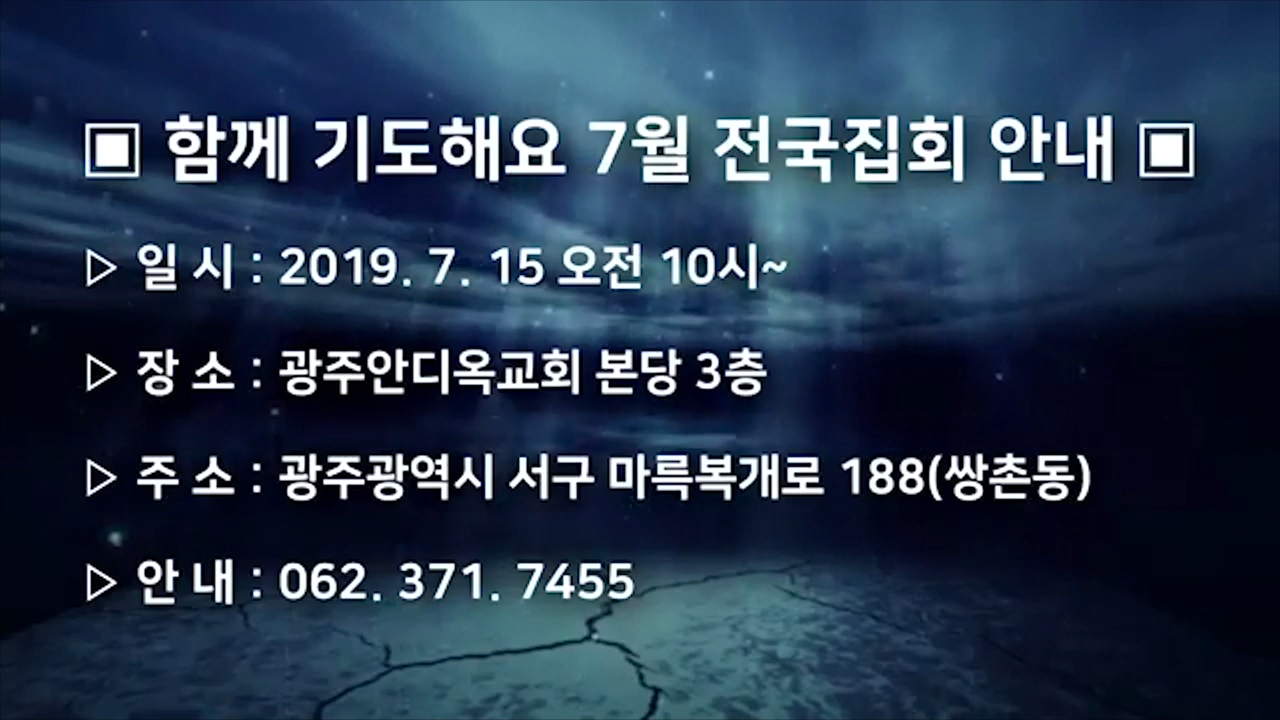 ▣ 함께 기도해요 7월 전국집회 안내 ▣
▷ 일 시 : 2019. 7. 15 오전 10시~
▷ 장 소 : 광주안디옥교회 본당 3층
▷ 주 소 : 광주광역시 서구 마륵복개로 188(쌍촌동)
▷ 안 내 : 062. 371. 7455